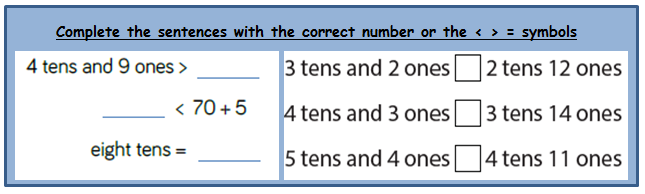 Complete the sentences with the correct number or the < > = symbols
4 tens and 9 ones > ______
______ < 70 + 5
eight tens = ______
3 tens and 2 ones □ 2 tens 12 ones
4 tens and 3 ones □ 3 tens 14 ones
5 tens and 4 ones □ 4 tens 11 ones